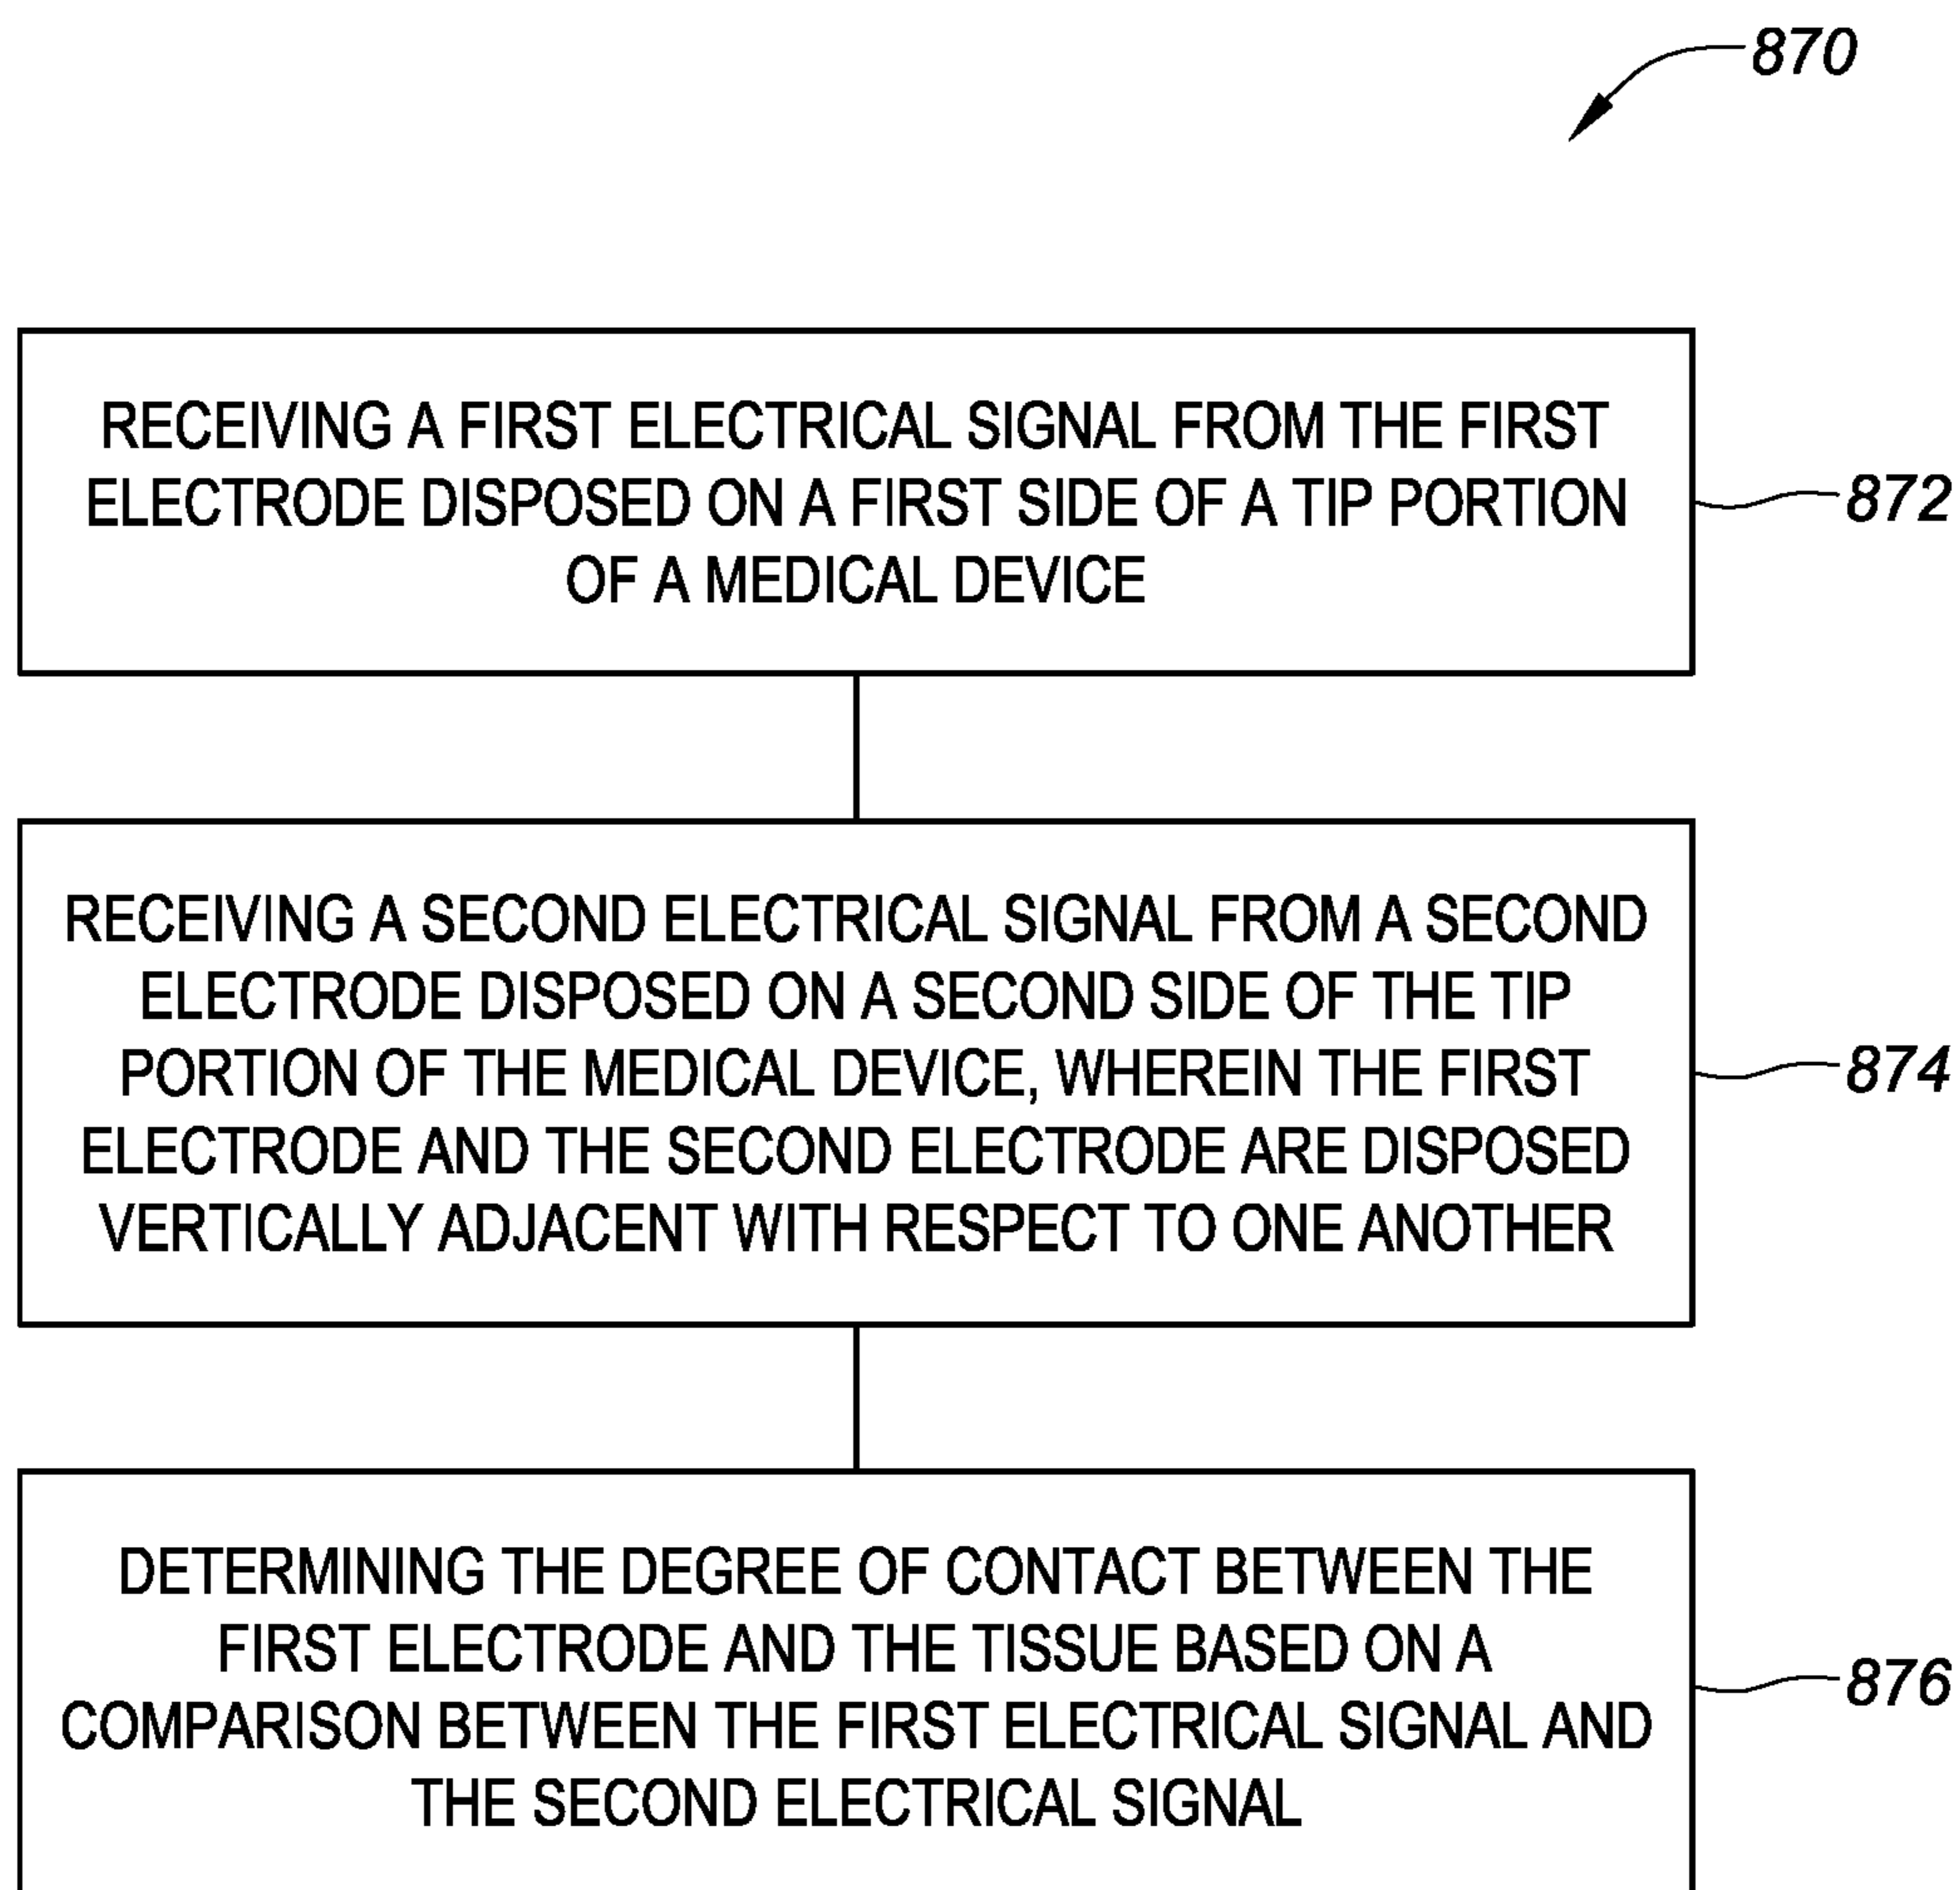 870
RECEIVING A FIRST ELECTRICAL SIGNAL FROM THE FIRST
ELECTRODE DISPOSED ON A FIRST SIDE OF A TIP PORTION
OF A MEDICAL DEVICE
872
RECEIVING A SECOND ELECTRICAL SIGNAL FROM A SECOND
ELECTRODE DISPOSED ON A SECOND SIDE OF THE TIP
PORTION OF THE MEDICAL DEVICE, WHEREIN THE FIRST
ELECTRODE AND THE SECOND ELECTRODE ARE DISPOSED
VERTICALLY ADJACENT WITH RESPECT TO ONE ANOTHER
874
DETERMINING THE DEGREE OF CONTACT BETWEEN THE
FIRST ELECTRODE AND THE TISSUE BASED ON A
COMPARISON BETWEEN THE FIRST ELECTRICAL SIGNAL AND
THE SECOND ELECTRICAL SIGNAL
876